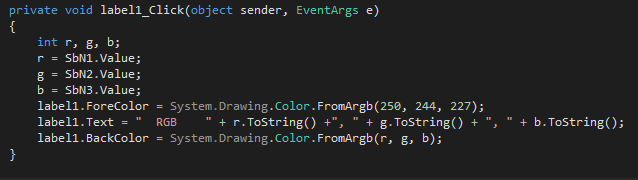 private void label1_Click(object sender, EventArgs e)
{
    int r, g, b;
    r = SbN1.Value;
    g = SbN2.Value;
    b = SbN3.Value;
    label1.ForeColor = System.Drawing.Color.FromArgb(250, 244, 227);
    label1.Text = "  RGB    " + r.ToString() +", " + g.ToString() + ", " + b.ToString();
    label1.BackColor = System.Drawing.Color.FromArgb(r, g, b);
}